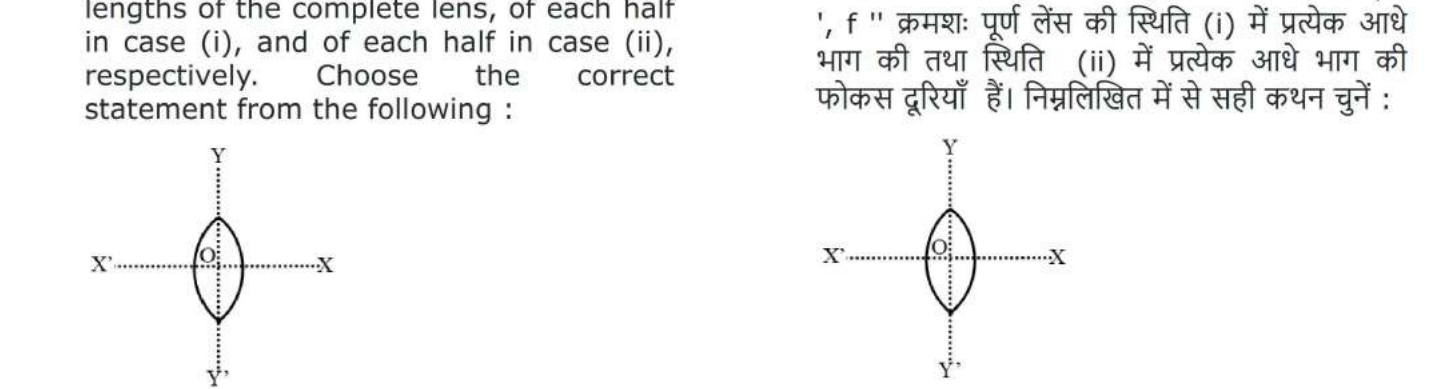 lengths of the complete lens, of each half
in case (i), and of each half in case (ii),
respectively. Choose the correct
statement from the following :
Y
X' O X
Y'
', f " क्रमशः पूर्ण लेंस की स्थिति (i) में प्रत्येक आधे
भाग की तथा स्थिति (ii) में प्रत्येक आधे भाग की
फोकस दूरियाँ हैं। निम्नलिखित में से सही कथन चुनें :
Y
X' O X
Y'